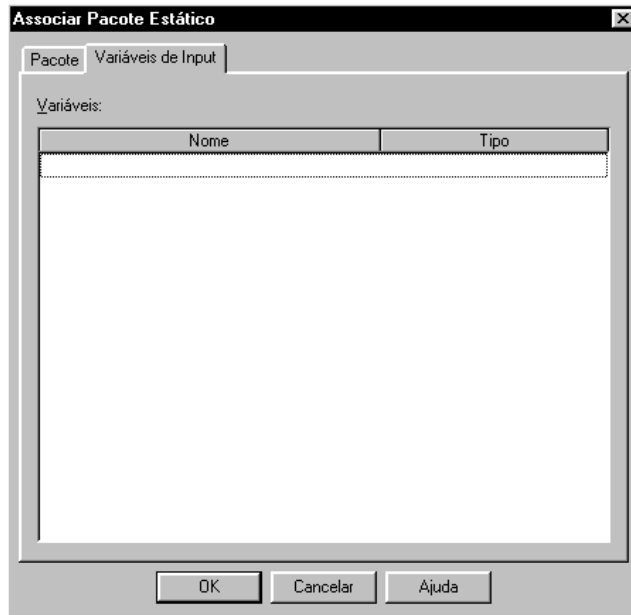 Associar Pacote Estático
Pacote Variáveis de Input
Variáveis:
Nome Tipo
OK Cancelar Ajuda